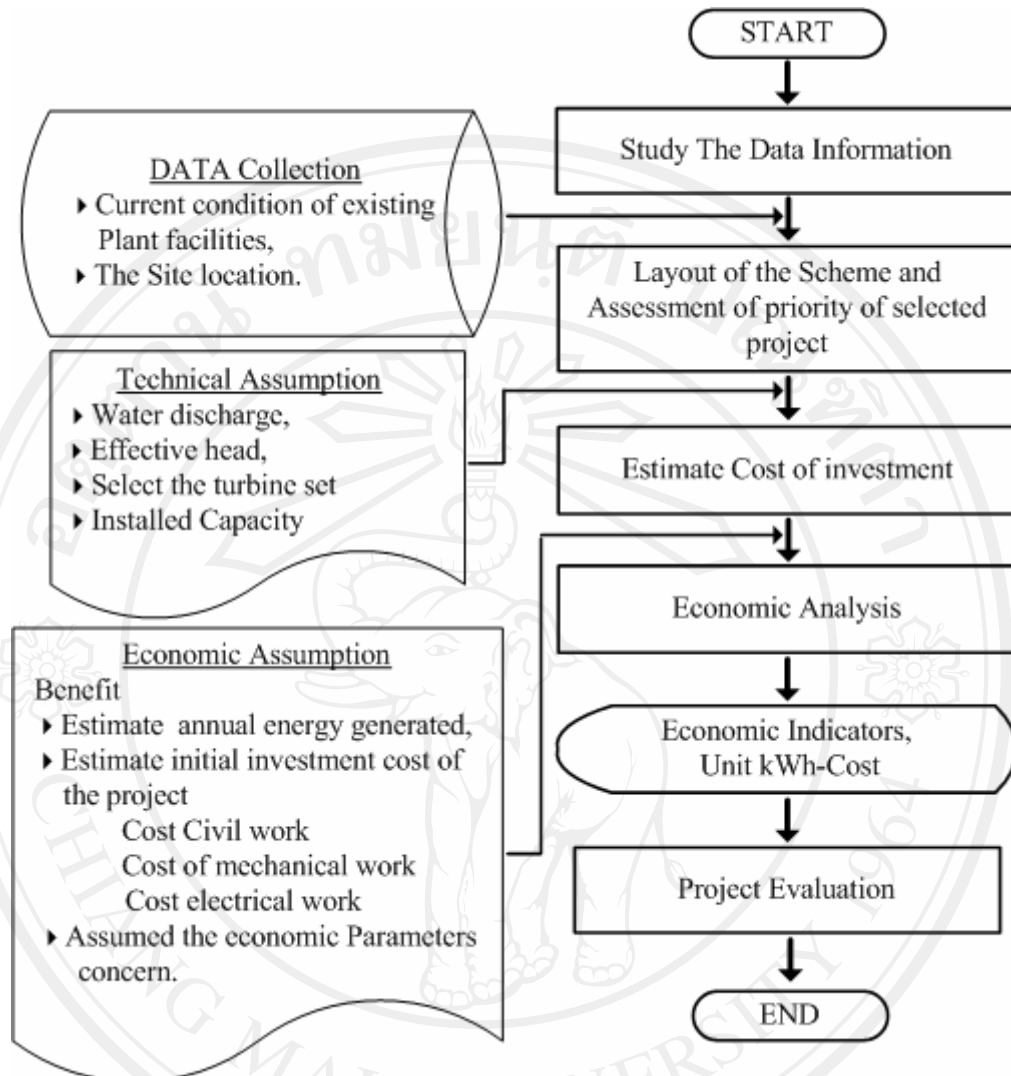 START
Study The Data Information
DATA Collection
‣ Current condition of existing
Plant facilities,
‣ The Site location.
Layout of the Scheme and
Assessment of priority of selected
project
Technical Assumption
‣ Water discharge,
‣ Effective head,
‣ Select the turbine set
‣ Installed Capacity
Estimate Cost of investment
Economic Analysis
Economic Assumption
Benefit
‣ Estimate annual energy generated,
‣ Estimate initial investment cost of
the project
Cost Civil work
Cost of mechanical work
Cost electrical work
‣ Assumed the economic Parameters
concern.
Economic Indicators,
Unit kWh-Cost
Project Evaluation
END
CHIANG MAI UNIVERSITY 1964